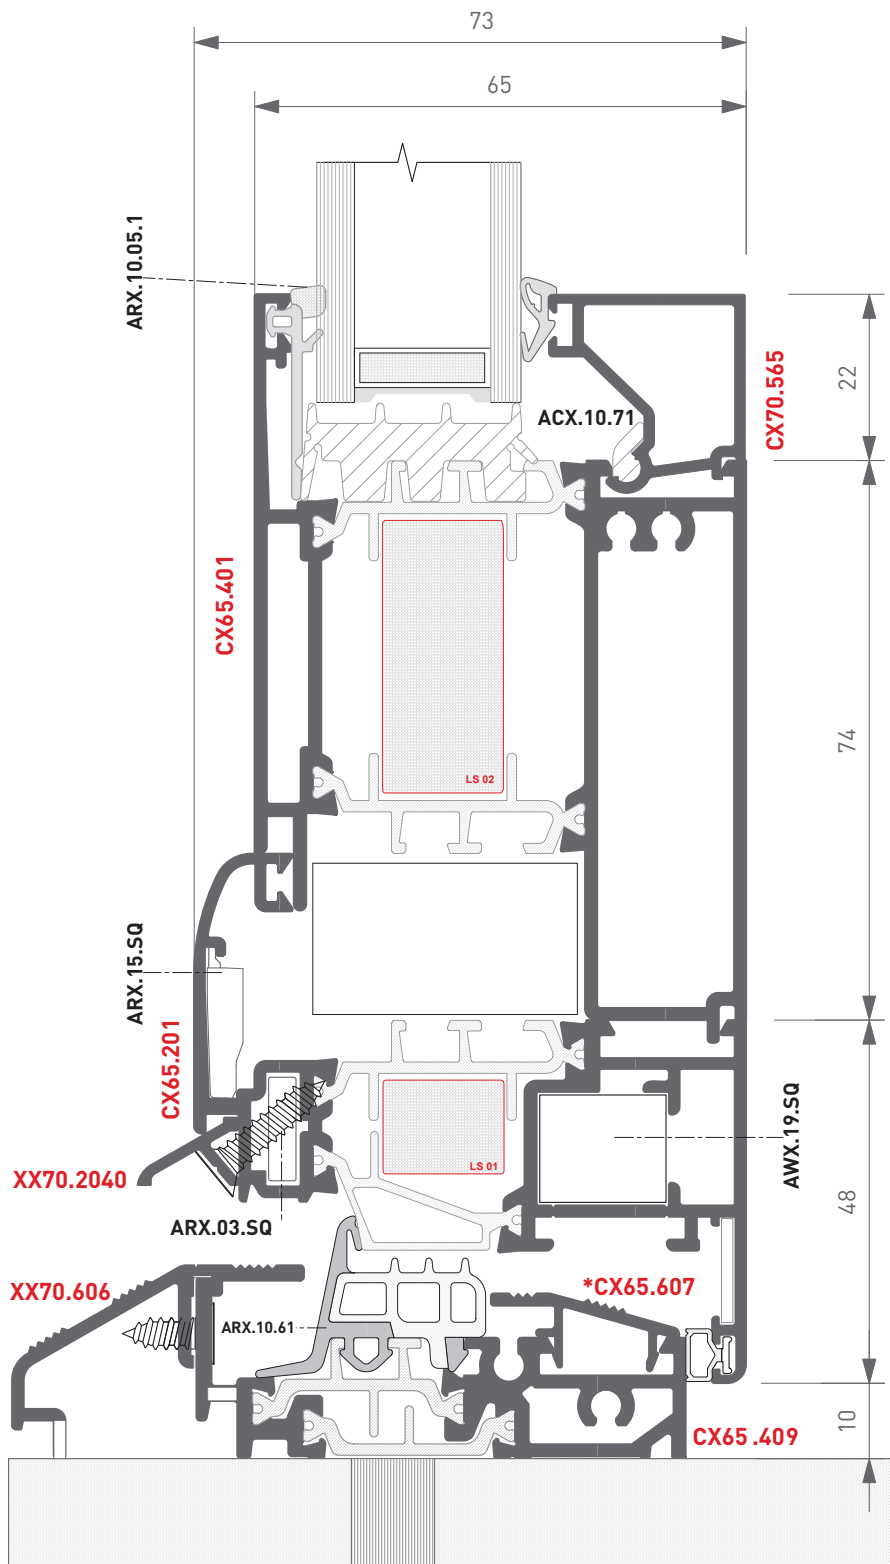 73
65
ARX.10.05.1
22
CX70.565
ACX.10.71
CX65.401
74
LS 02
ARX.15.SQ
CX65.201
LS 01
AWX.19.SQ
XX70.2040
48
ARX.03.SQ
XX70.606
*CX65.607
ARX.10.61
10
CX65.409